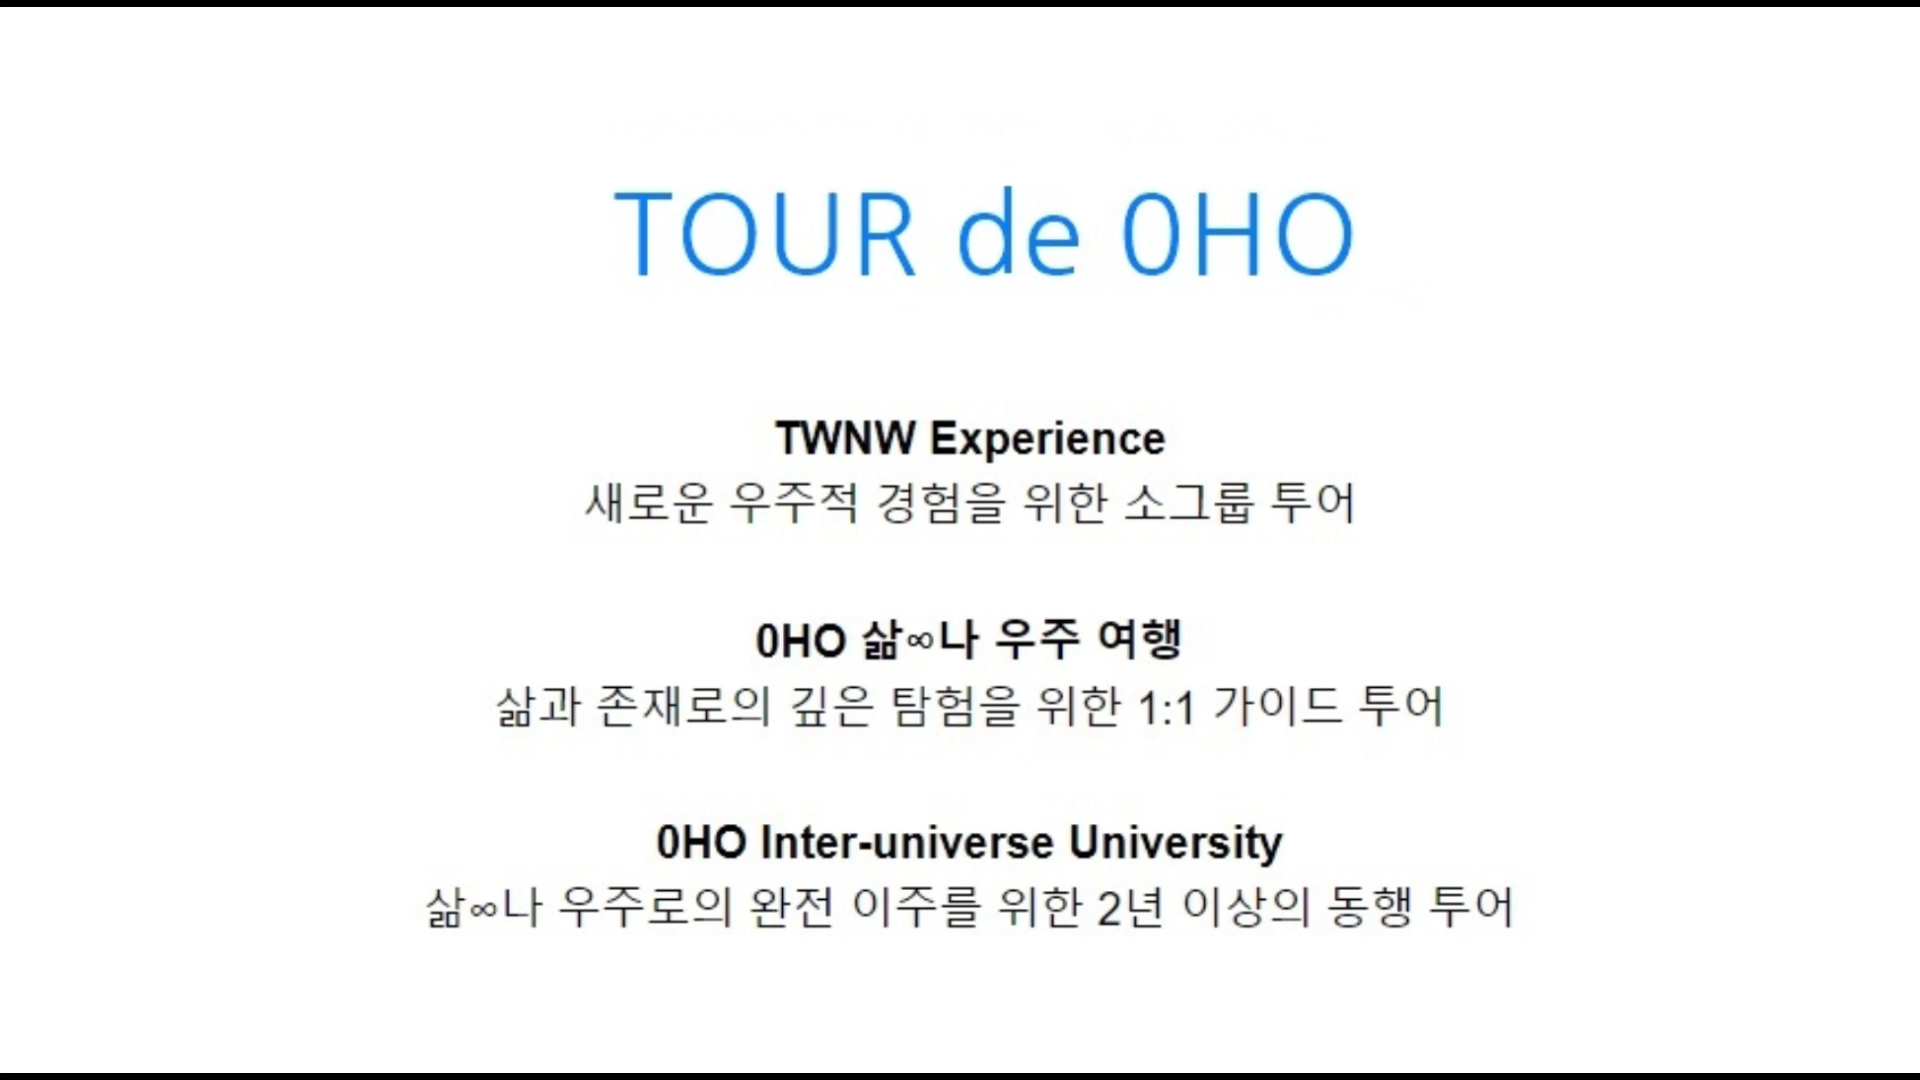 TOUR de 0HO
TWNW Experience
새로운 우주적 경험을 위한 소그룹 투어
0HO 삶∞나 우주 여행
삶과 존재로의 깊은 탐험을 위한 1:1 가이드 투어
0HO Inter-universe University
삶∞나 우주로의 완전 이주를 위한 2년 이상의 동행 투어